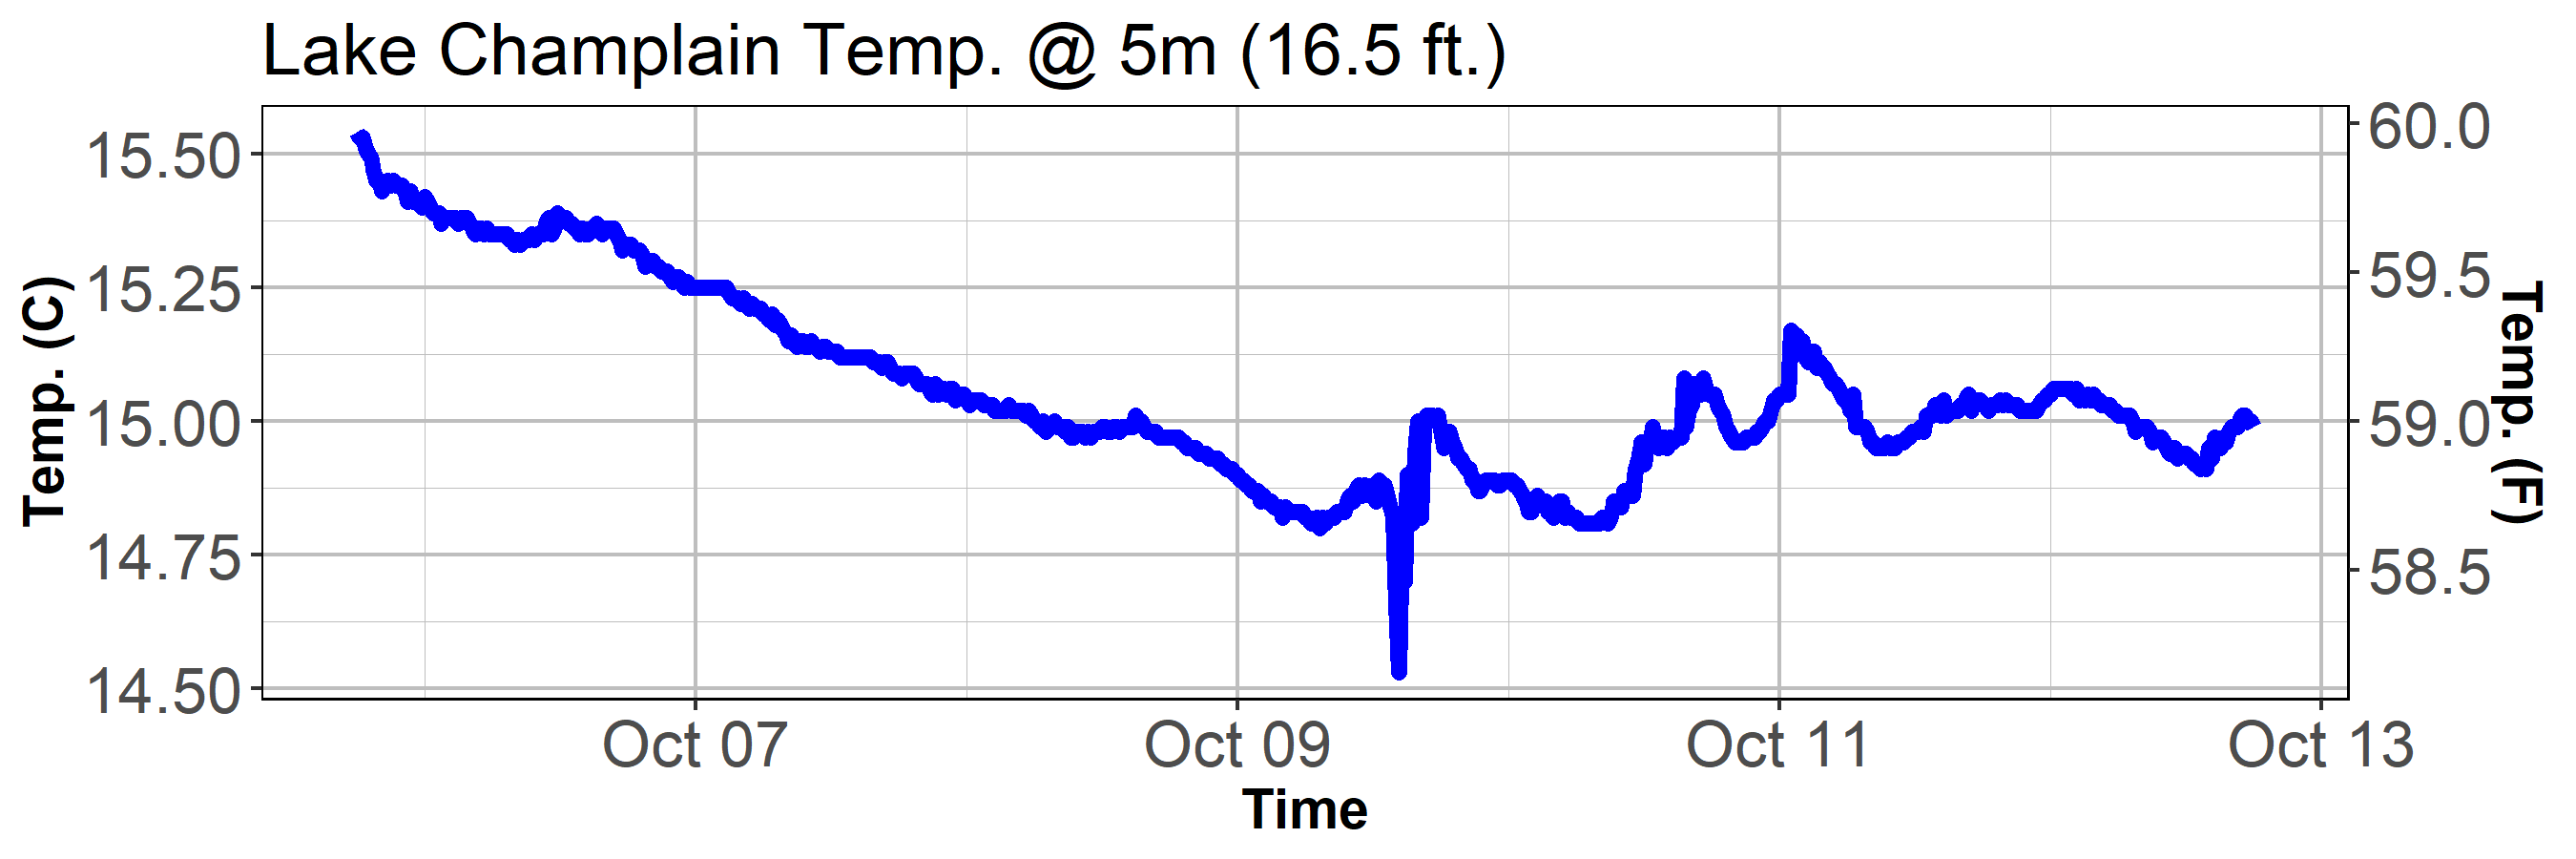 Lake Champlain Temp. @ 5m (16.5 ft.)
15.50
15.25
15.00
14.75
14.50
Temp. (C)
60.0
59.5
59.0
58.5
Temp. (F)
Oct 07 Oct 09 Oct 11 Oct 13
Time